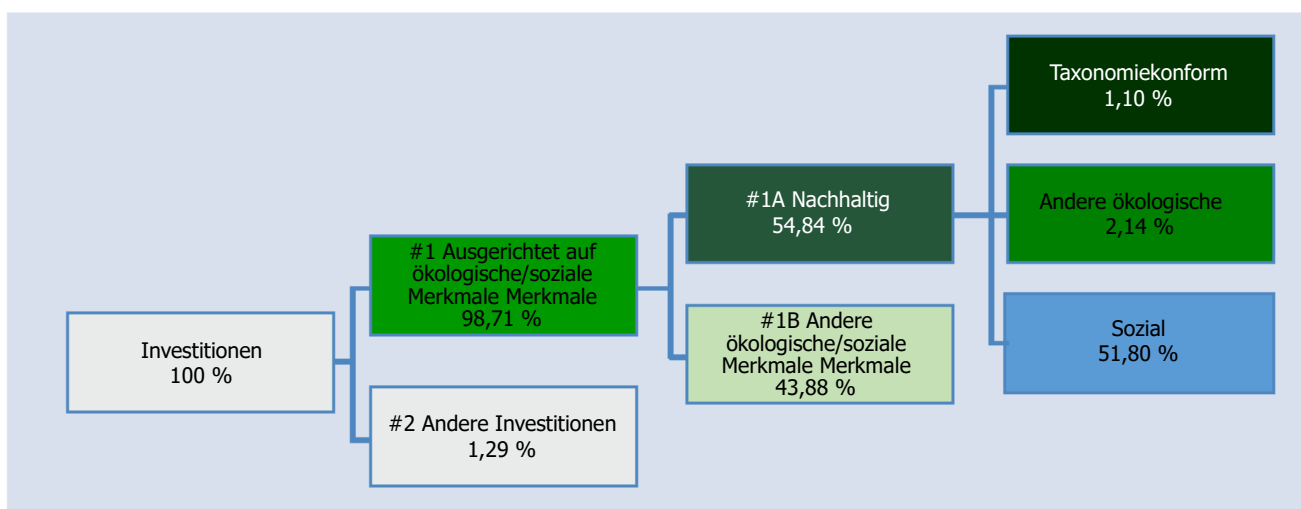 Investitionen
100 %
#1 Ausgerichtet auf
ökologische/soziale
Merkmale Merkmale
98,71 %
#2 Andere Investitionen
1,29 %
#1A Nachhaltig
54,84 %
#1B Andere
ökologische/soziale
Merkmale Merkmale
43,88 %
Taxonomiekonform
1,10 %
Andere ökologische
2,14 %
Sozial
51,80 %